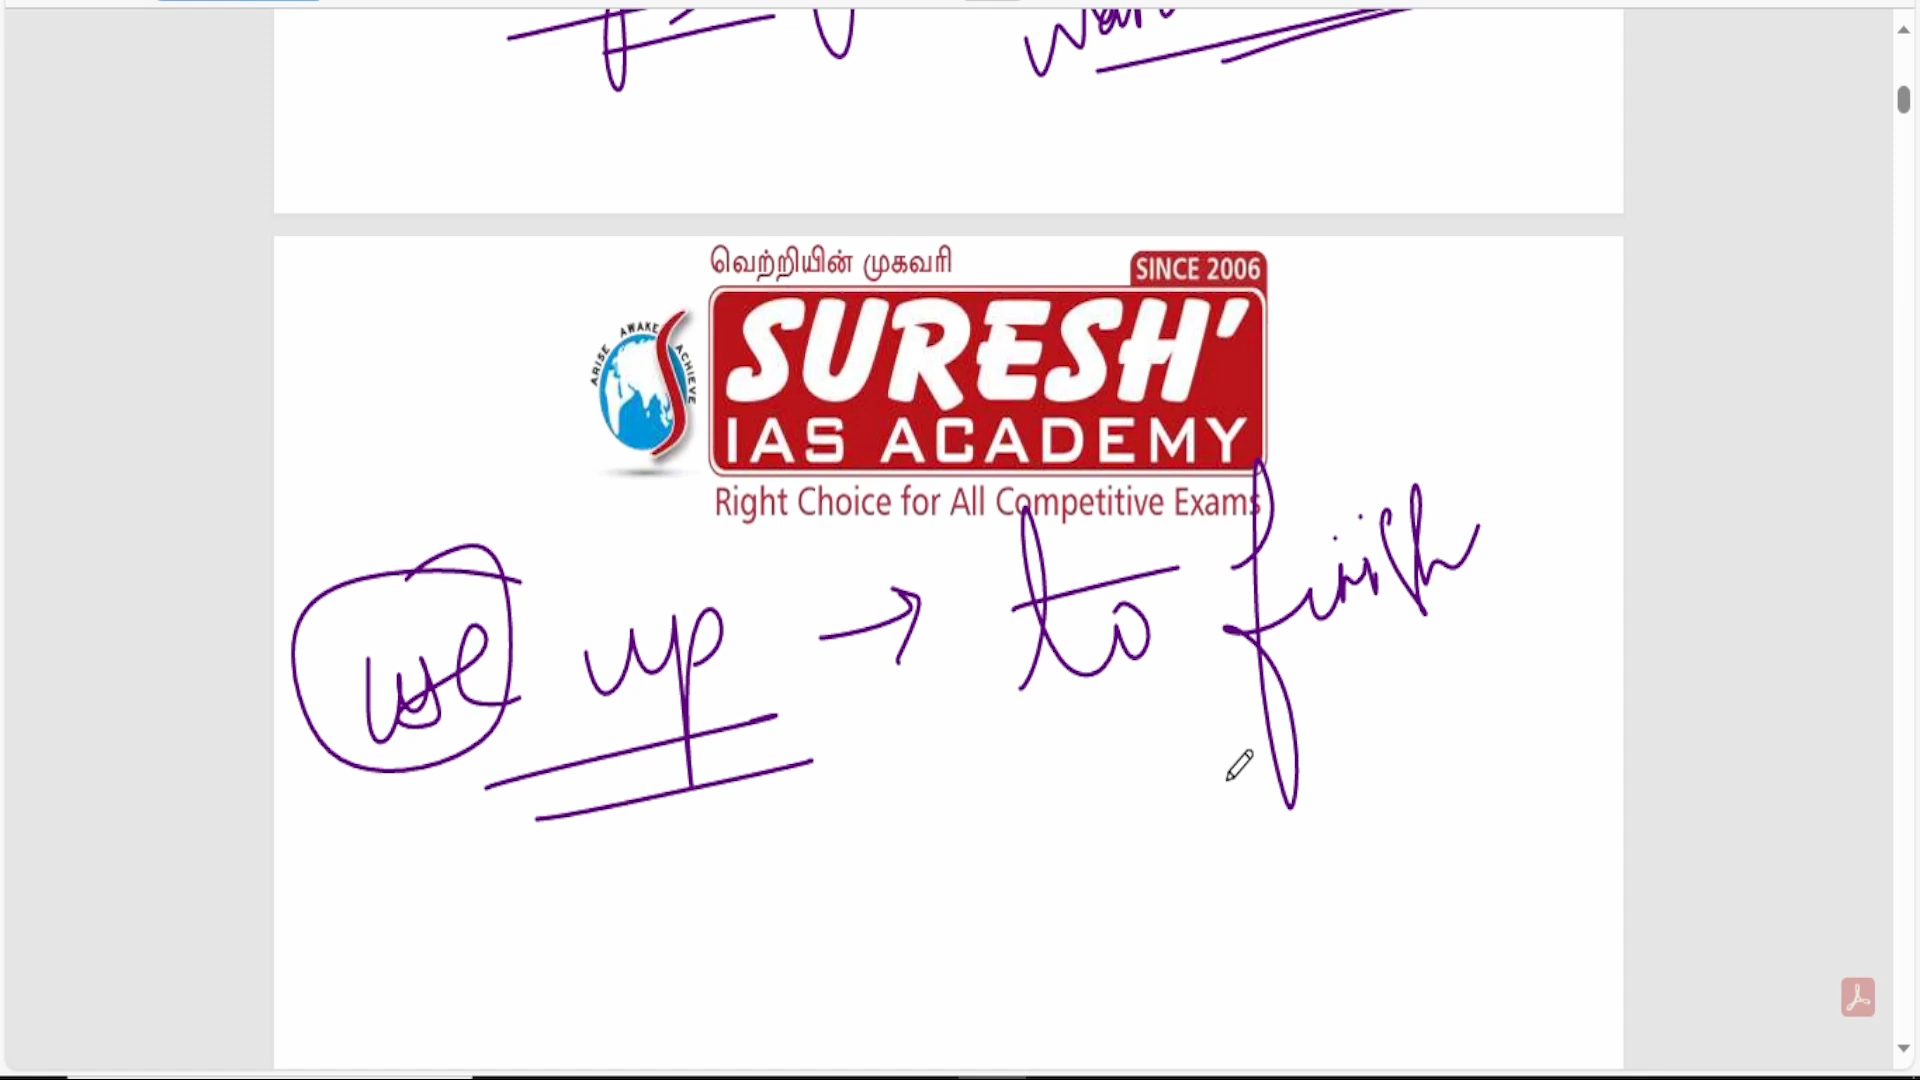 வெற்றியின் முகவரி
SINCE 2006
ARISE AWAKE ACHIEVE
SURESH'
IAS ACADEMY
Right Choice for All Competitive Exams
use up → to finish